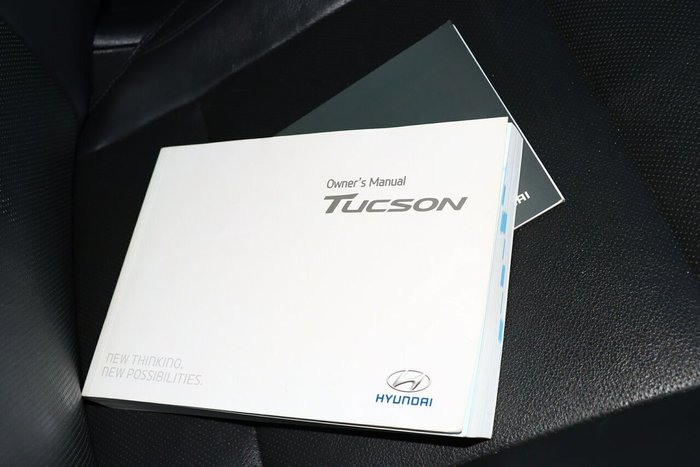 Owner's Manual
TUCSON
NEW THINKING.
NEW POSSIBILITIES.
HYUNDAI